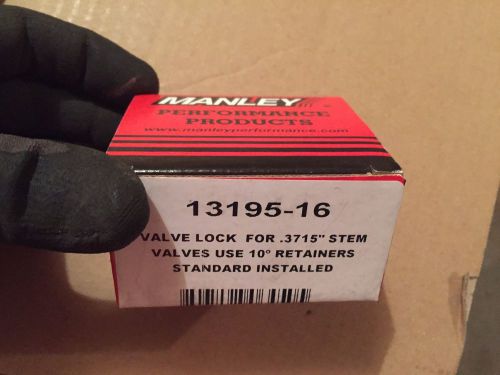 MANLEY
PERFORMANCE
PRODUCTS
www.manleyperformance.com
13195-16
VALVE LOCK FOR .3715" STEM
VALVES USE 10° RETAINERS
STANDARD INSTALLED